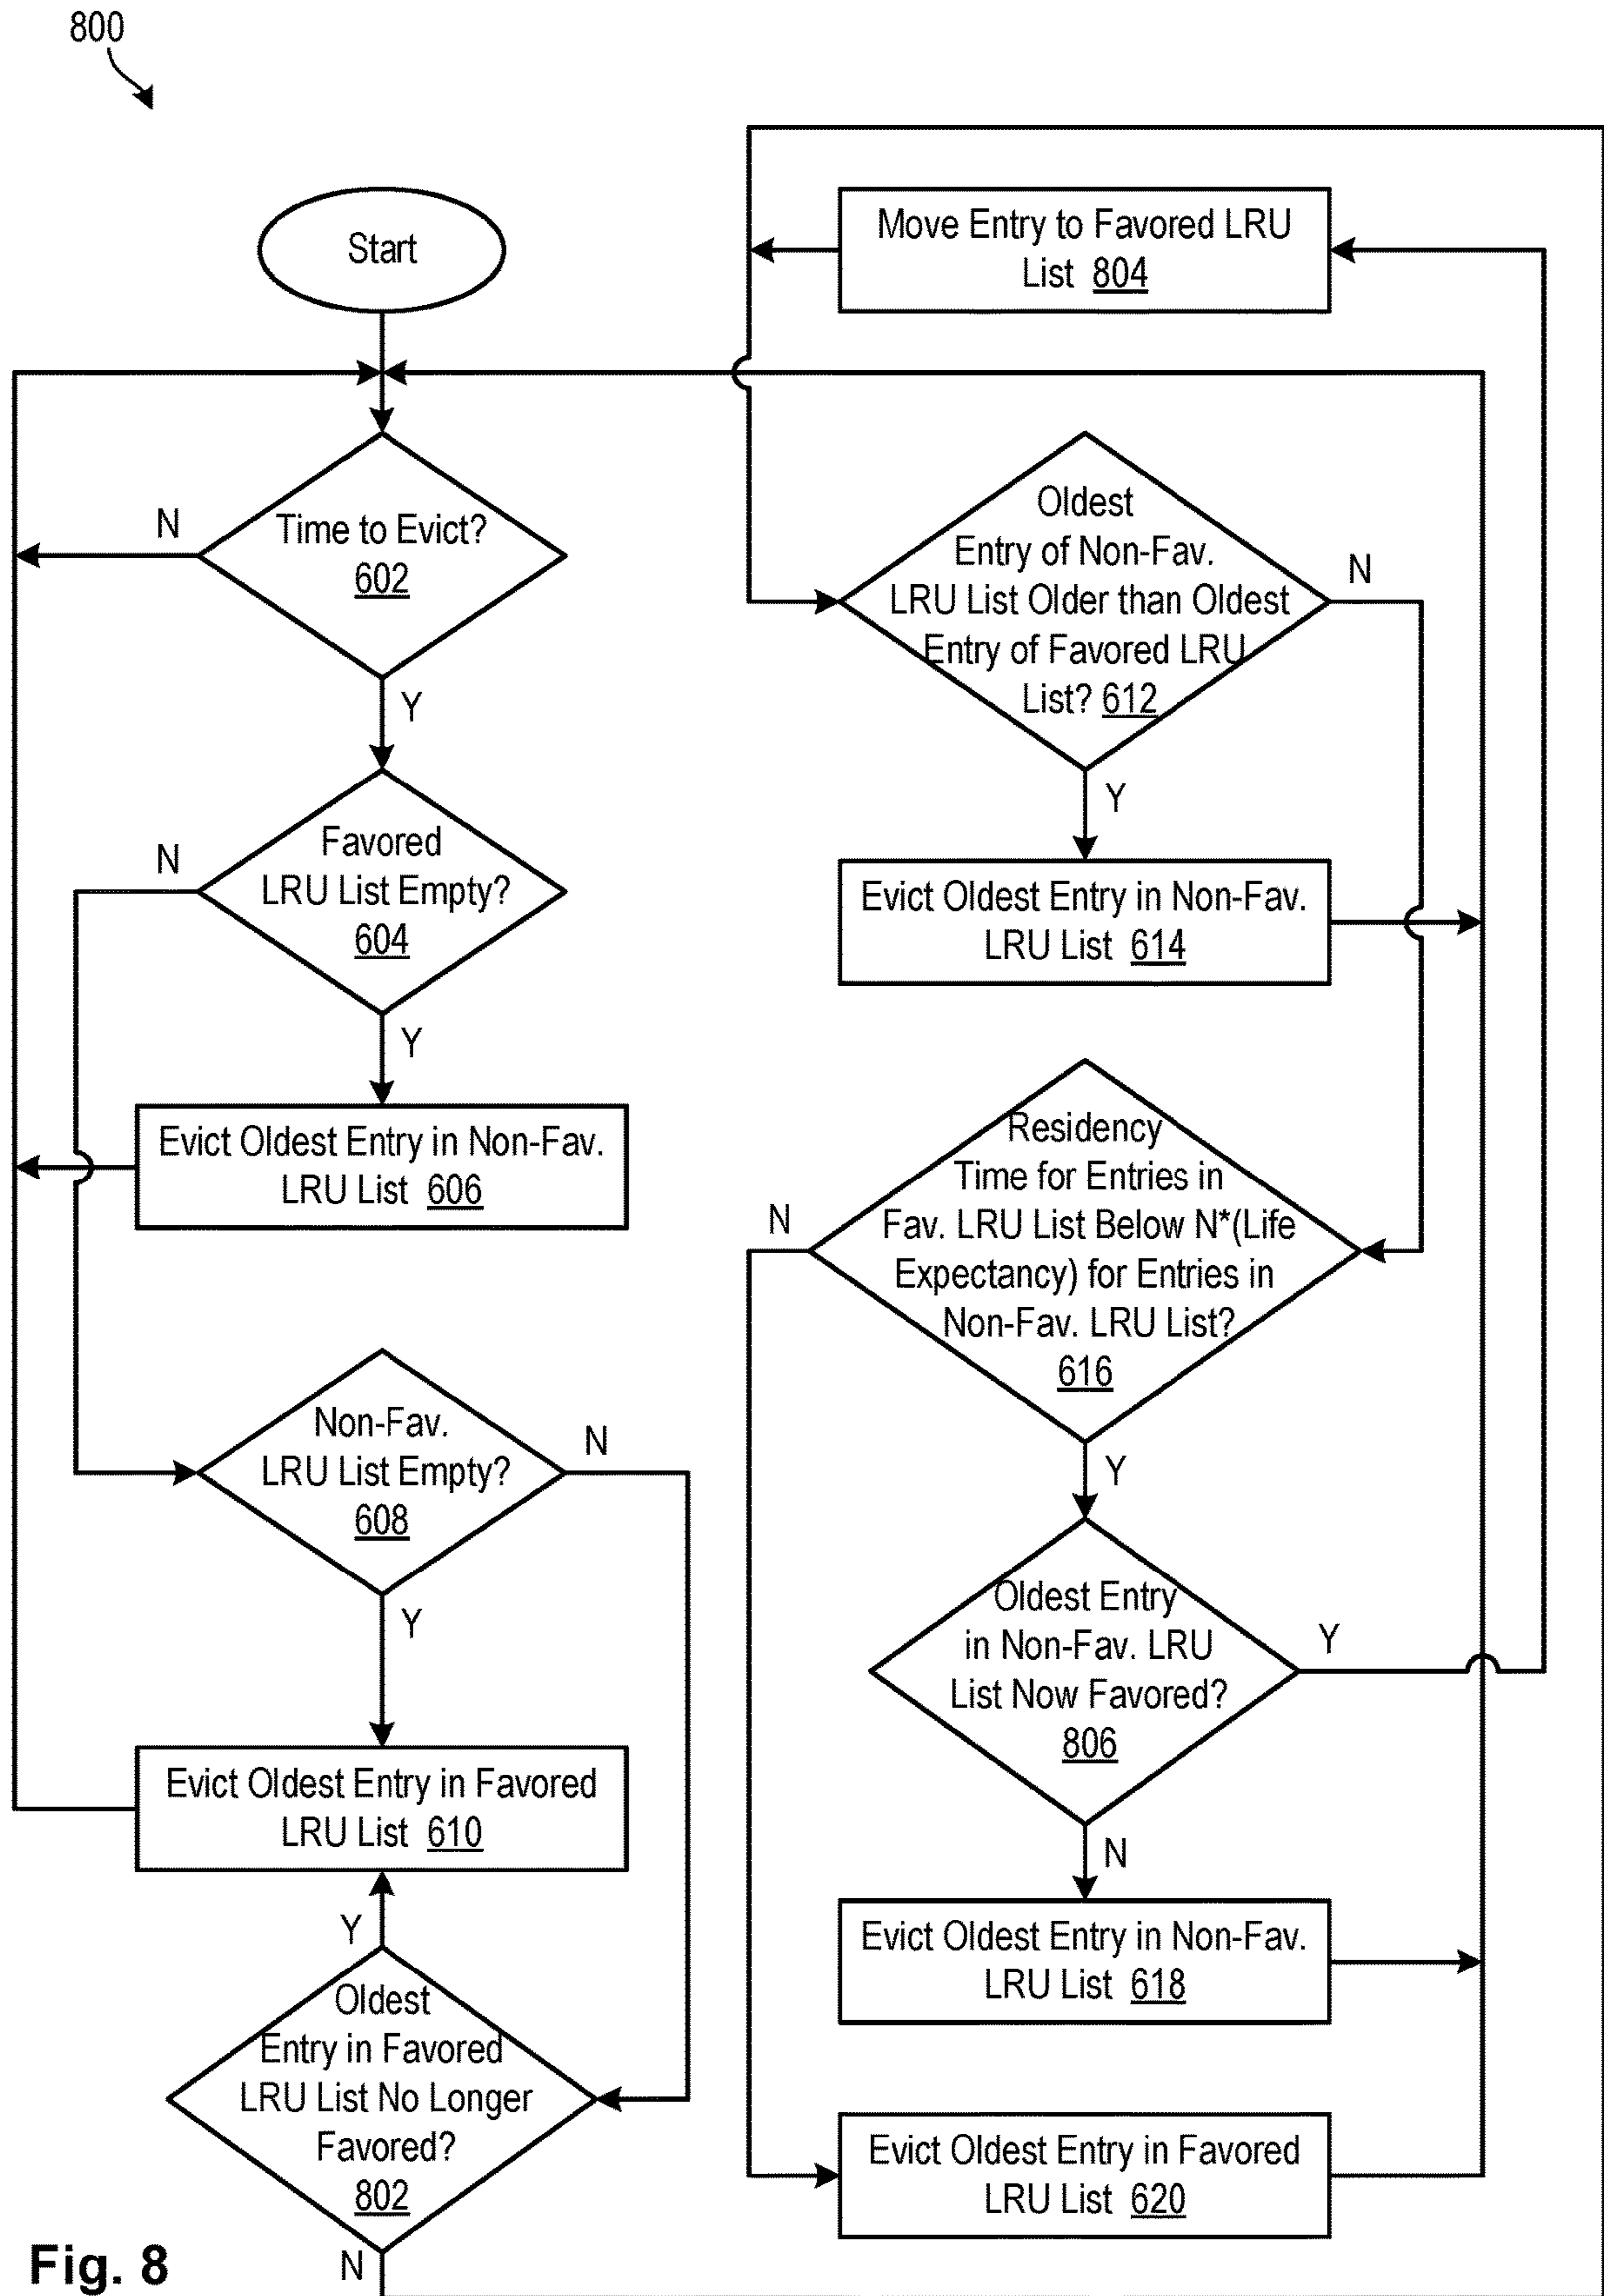 800
Start
Time to Evict?
602
N
Y
Favored
LRU List Empty?
604
N
Y
Evict Oldest Entry in Non-Fav.
LRU List 606
Non-Fav.
LRU List Empty?
608
N
Y
Evict Oldest Entry in Favored
LRU List 610
Y
Oldest
Entry in Favored
LRU List No Longer
Favored?
802
N
Move Entry to Favored LRU
List 804
Oldest
Entry of Non-Fav.
LRU List Older than Oldest
Entry of Favored LRU
List? 612
N
Y
Evict Oldest Entry in Non-Fav.
LRU List 614
Residency
Time for Entries in
Fav. LRU List Below N*(Life
Expectancy) for Entries in
Non-Fav. LRU List?
616
N
Y
Oldest Entry
in Non-Fav. LRU
List Now Favored?
806
Y
N
Evict Oldest Entry in Non-Fav.
LRU List 618
Evict Oldest Entry in Favored
LRU List 620
Fig. 8